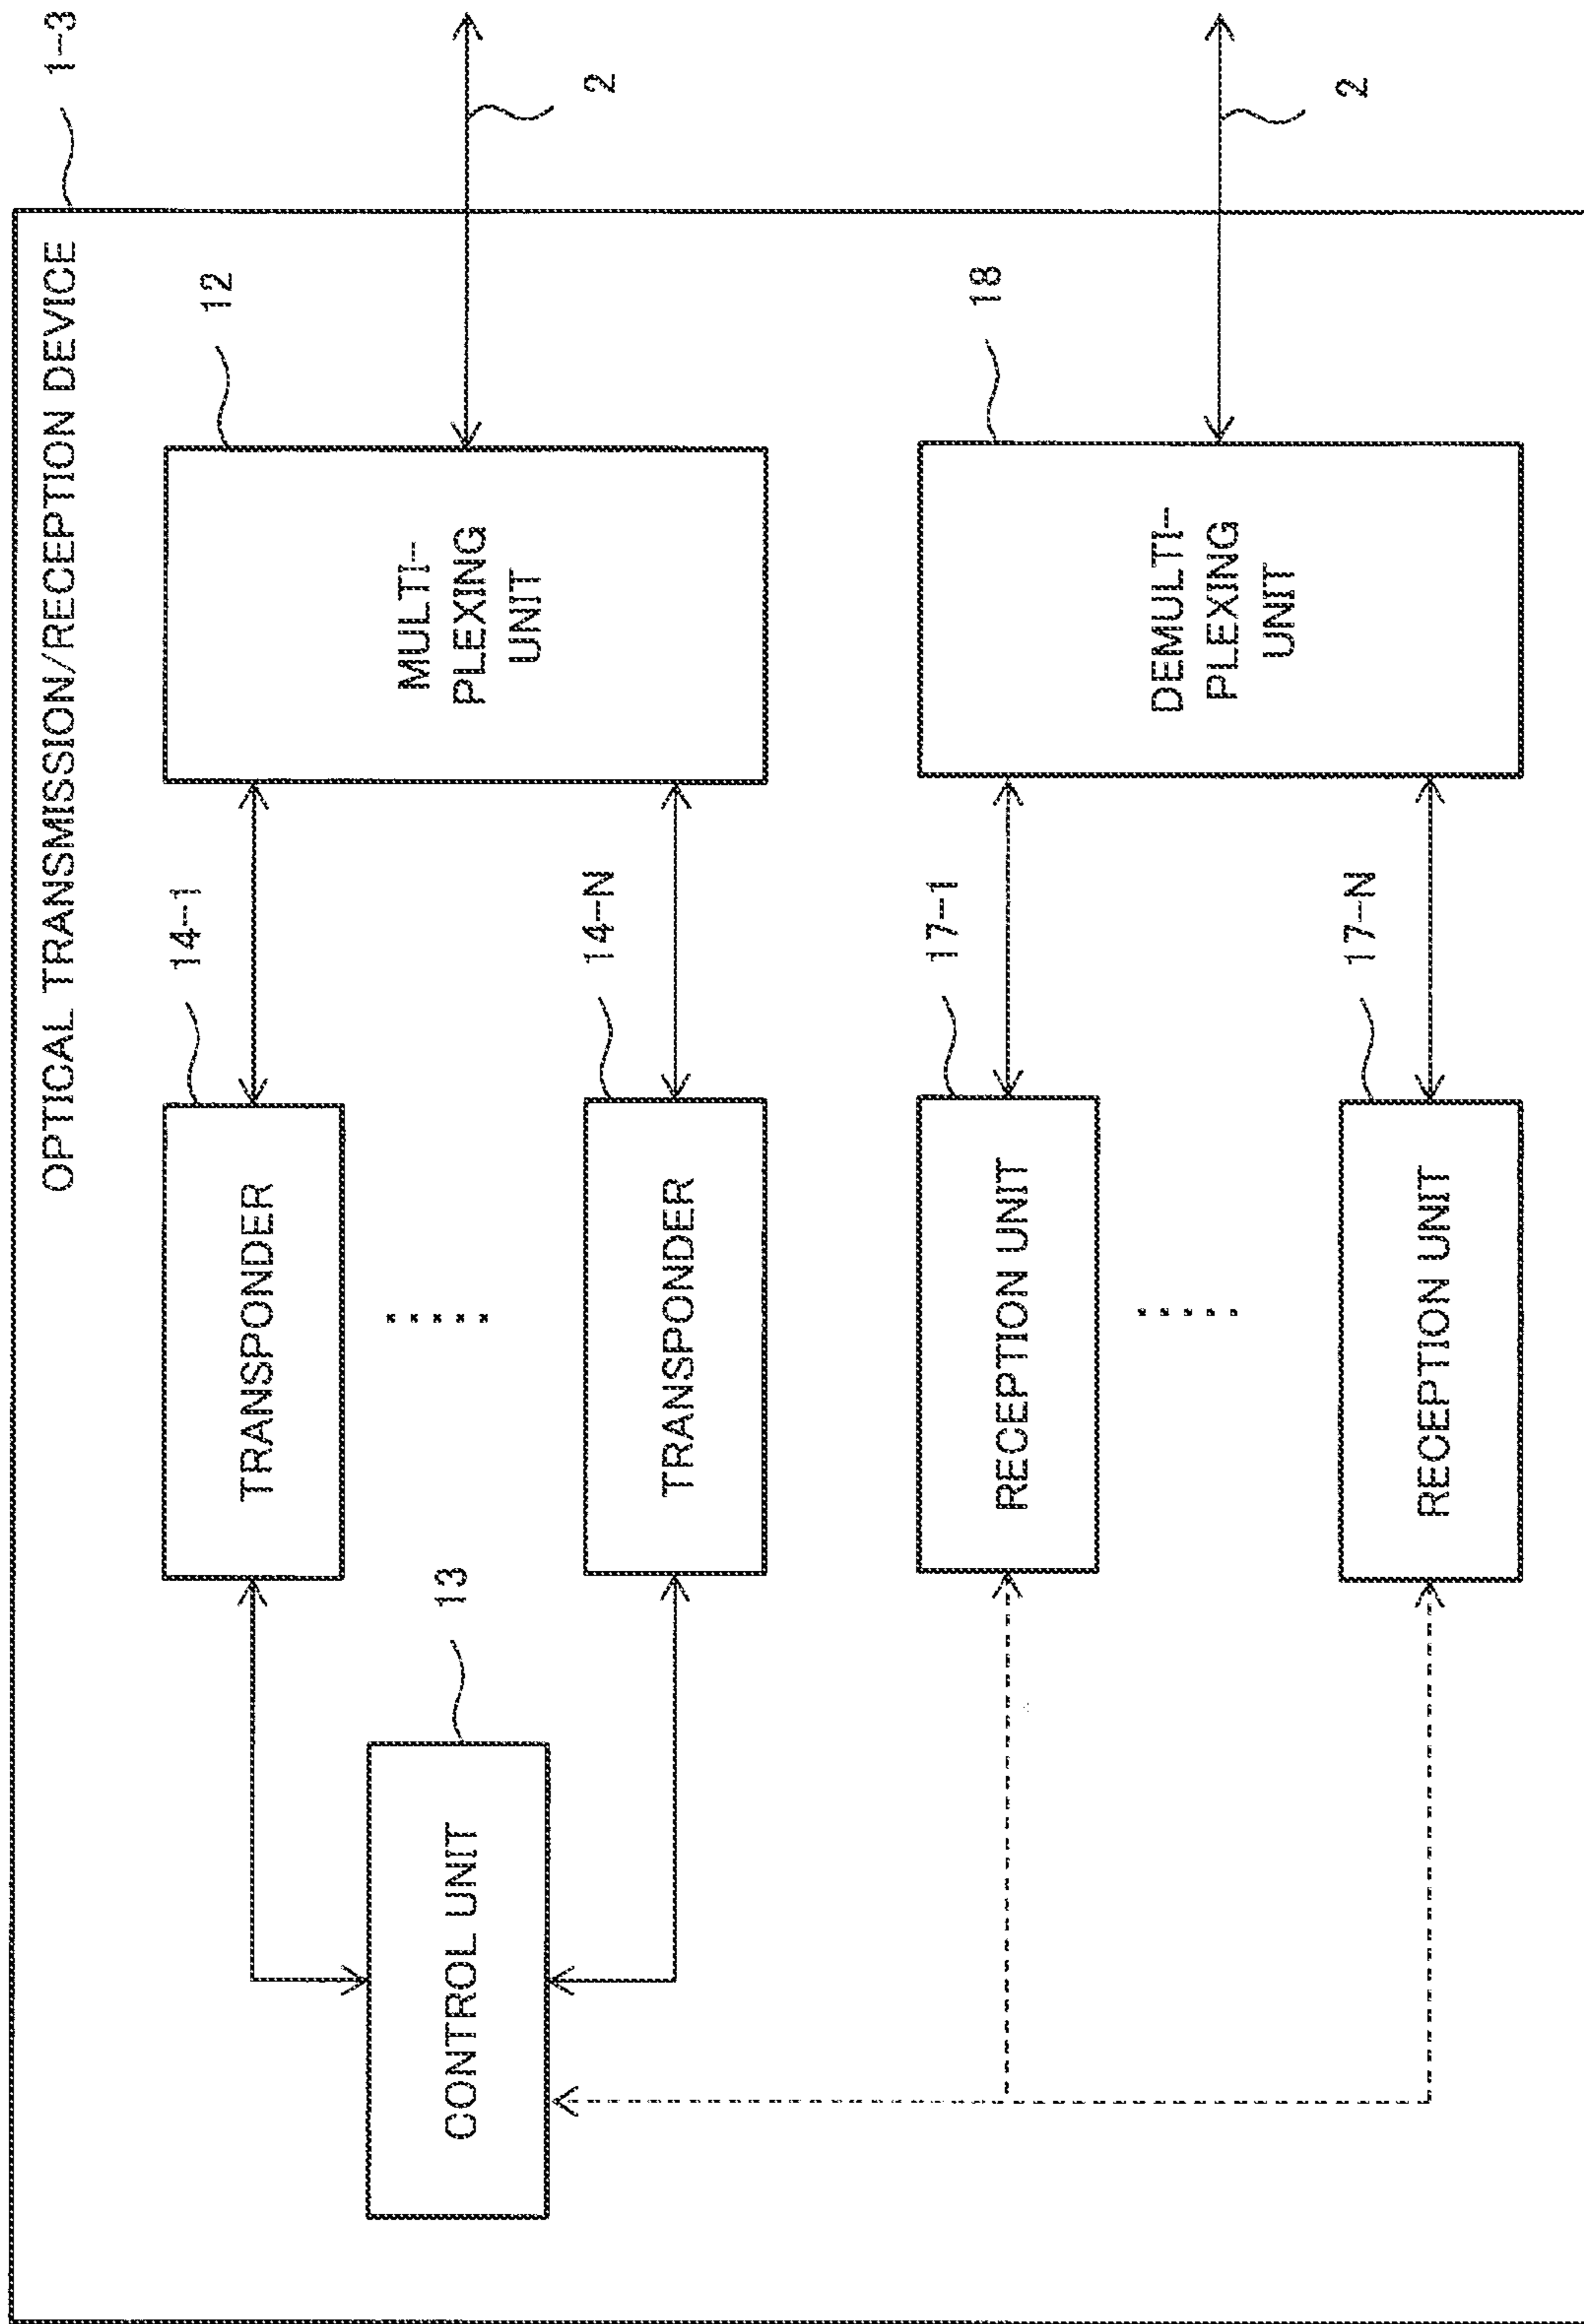 1-3
OPTICAL TRANSMISSION/RECEPTION DEVICE
12
14-1
TRANSPONDER
MULTI-
PLEXING
UNIT
2
13
CONTROL UNIT
14-N
TRANSPONDER
18
17-1
RECEPTION UNIT
DEMULTI-
PLEXING
UNIT
2
17-N
RECEPTION UNIT